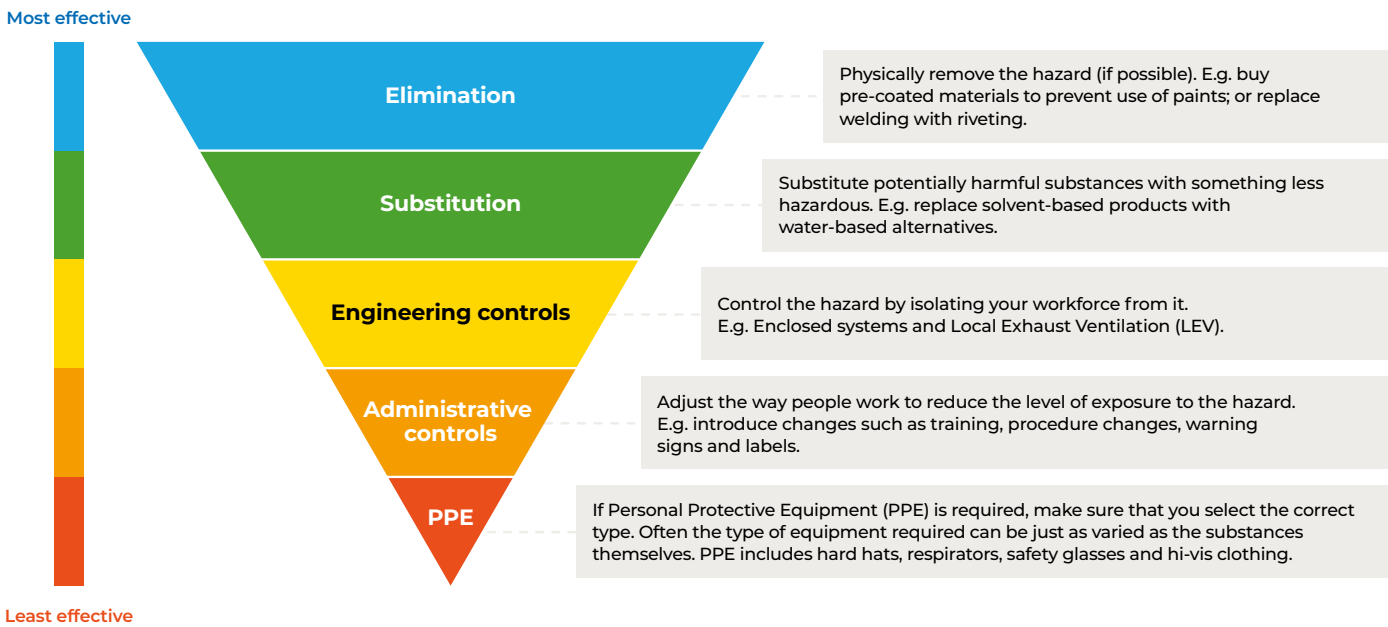 Most effective
Elimination
Physically remove the hazard (if possible). E.g. buy
pre-coated materials to prevent use of paints; or replace
welding with riveting.
Substitution
Substitute potentially harmful substances with something less
hazardous. E.g. replace solvent-based products with
water-based alternatives.
Engineering controls
Control the hazard by isolating your workforce from it.
E.g. Enclosed systems and Local Exhaust Ventilation (LEV).
Administrative
controls
Adjust the way people work to reduce the level of exposure to the hazard.
E.g. introduce changes such as training, procedure changes, warning
signs and labels.
PPE
If Personal Protective Equipment (PPE) is required, make sure that you select the correct
type. Often the type of equipment required can be just as varied as the substances
themselves. PPE includes hard hats, respirators, safety glasses and hi-vis clothing.
Least effective